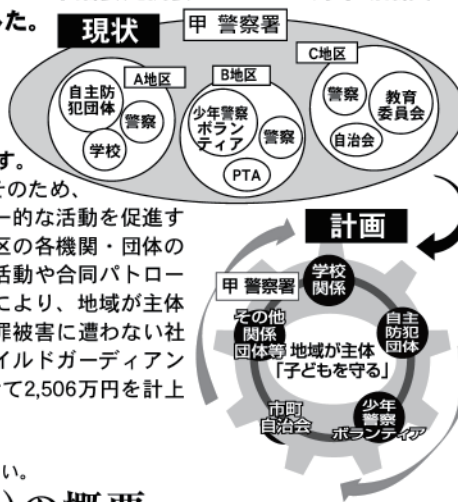 した。
現状
甲 警察署
A地区
自主防
犯団体
警察
学校
B地区
少年警察
ボラン
ティア
警察
PTA
C地区
警察
教育
委員会
自治会
す。
そのため、
一的な活動を促進す
区の各機関・団体の
活動や合同パトロー
により、地域が主体
罪被害に遭わない社
イルドガーディアン
て2,506万円を計上
計画
甲 警察署
学校
関係
その他
関係
団体等
自主
防犯
団体
地域が主体
「子どもを守る」
市町
自治会
少年
警察
ボランティア
い。
の概要